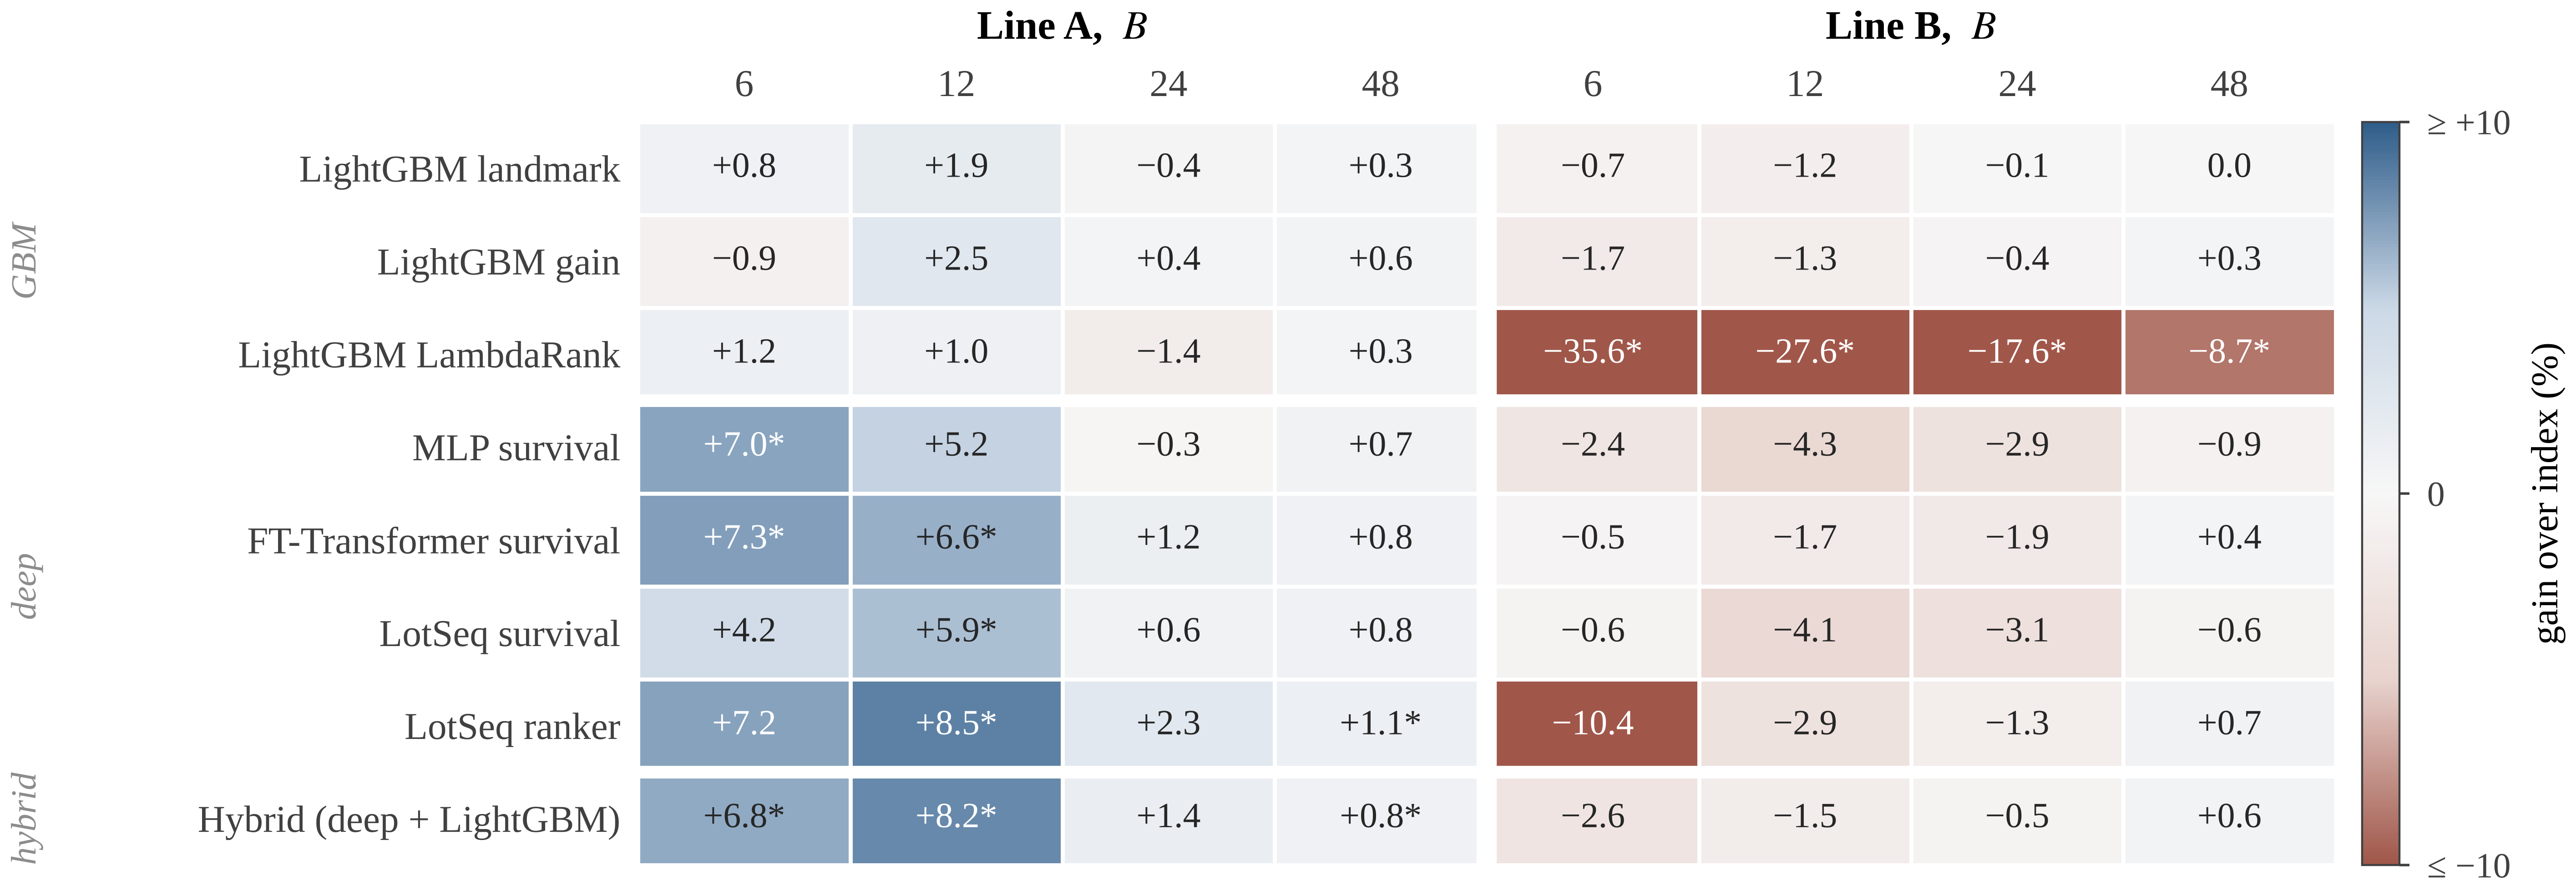 Line A, B Line B, B
6 12 24 48 6 12 24 48
≥ +10
LightGBM landmark +0.8 +1.9 −0.4 +0.3 −0.7 −1.2 −0.1 0.0
GBM
LightGBM gain −0.9 +2.5 +0.4 +0.6 −1.7 −1.3 −0.4 +0.3
LightGBM LambdaRank +1.2 +1.0 −1.4 +0.3 −35.6* −27.6* −17.6* −8.7*
MLP survival +7.0* +5.2 −0.3 +0.7 −2.4 −4.3 −2.9 −0.9
0
gain over index (%)
FT-Transformer survival +7.3* +6.6* +1.2 +0.8 −0.5 −1.7 −1.9 +0.4
deep
LotSeq survival +4.2 +5.9* +0.6 +0.8 −0.6 −4.1 −3.1 −0.6
LotSeq ranker +7.2 +8.5* +2.3 +1.1* −10.4 −2.9 −1.3 +0.7
hybrid
Hybrid (deep + LightGBM) +6.8* +8.2* +1.4 +0.8* −2.6 −1.5 −0.5 +0.6
≤ −10